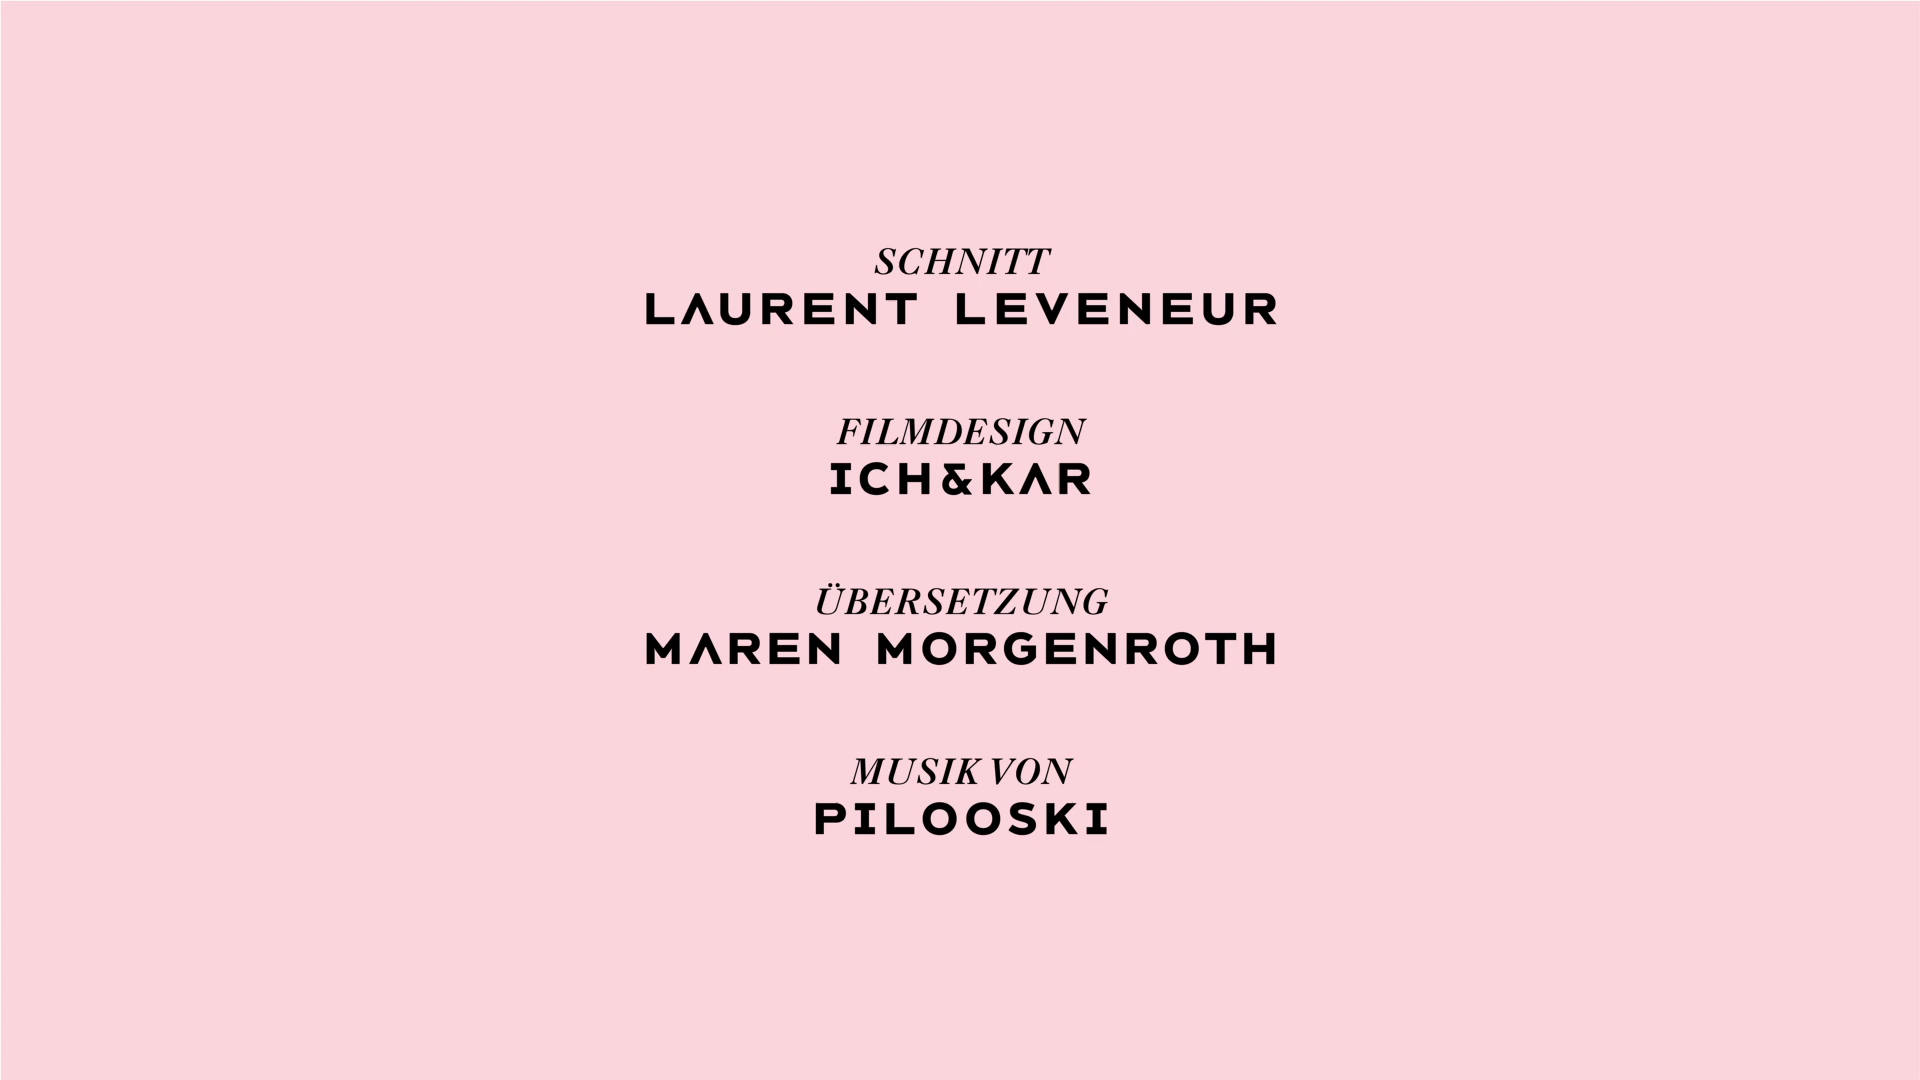 SCHNITT
LAURENT LEVENEUR
FILMDESIGN
ICH&KAR
ÜBERSETZUNG
MAREN MORGENROTH
MUSIK VON
PILOOSKI